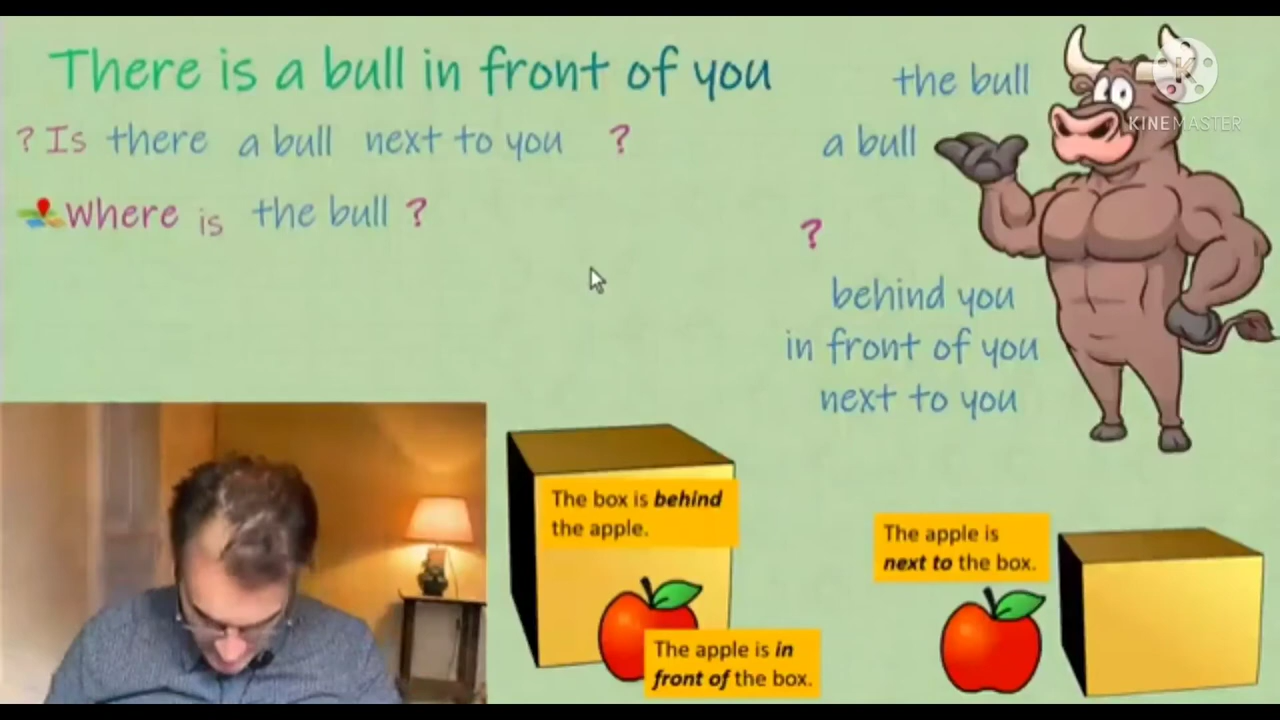 There is a bull in front of you
? Is there a bull next to you ?
Where is the bull ?
the bull
a bull
K
KINEMASTER
?
behind you
in front of you
next to you
The box is behind
the apple.
The apple is in
front of the box.
The apple is
next to the box.